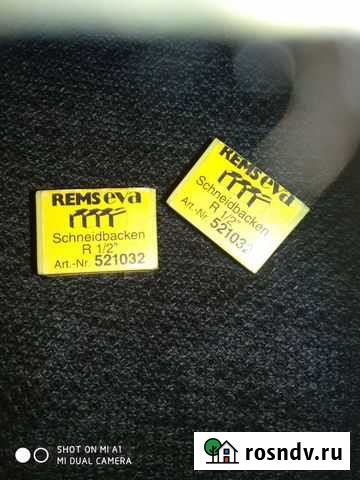 REMS eva
Schneidbacken
R 1/2"
Art.-Nr. 521032
REMS eva
Schneidbacken
R 1/2"
Art.-Nr. 521032
SHOT ON MI A1
MI DUAL CAMERA
rosndv.ru